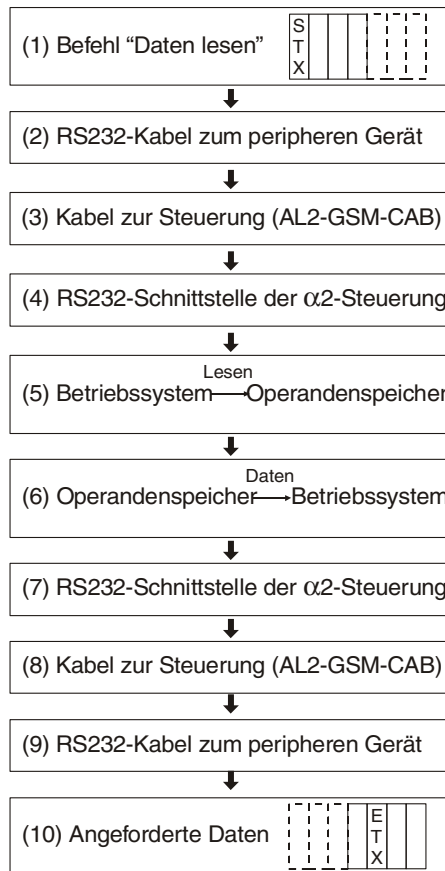 (1) Befehl “Daten lesen” STX
(2) RS232-Kabel zum peripheren Gerät
(3) Kabel zur Steuerung (AL2-GSM-CAB)
(4) RS232-Schnittstelle der α2-Steuerung
Lesen
(5) Betriebssystem Operandenspeicher
Daten
(6) Operandenspeicher Betriebssystem
(7) RS232-Schnittstelle der α2-Steuerung
(8) Kabel zur Steuerung (AL2-GSM-CAB)
(9) RS232-Kabel zum peripheren Gerät
(10) Angeforderte Daten ETX